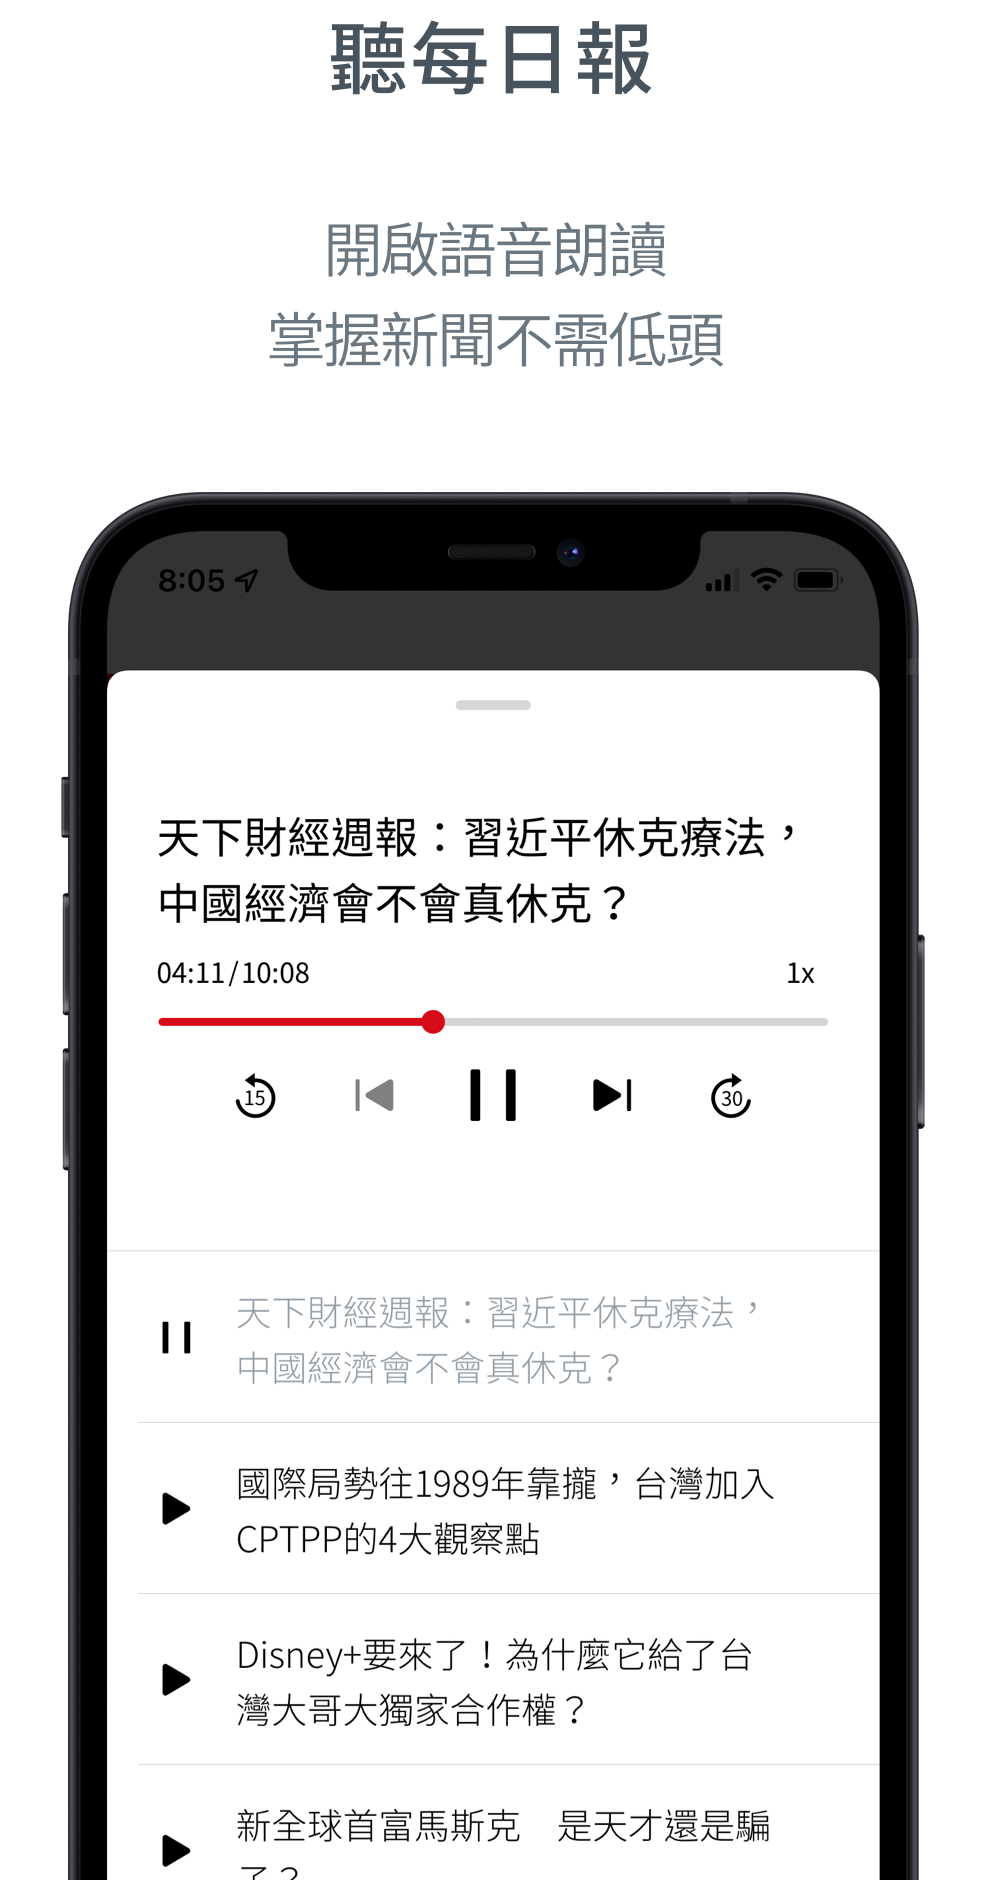 聽每日報
開啟語音朗讀
掌握新聞不需低頭
8:05
天下財經週報：習近平休克療法，
中國經濟會不會真休克？
04:11/10:08 1x
15 30
天下財經週報：習近平休克療法，
中國經濟會不會真休克？
國際局勢往1989年靠攏，台灣加入
CPTPP的4大觀察點
Disney+要來了！為什麼它給了台
灣大哥大獨家合作權？
新全球首富馬斯克　是天才還是騙
子？